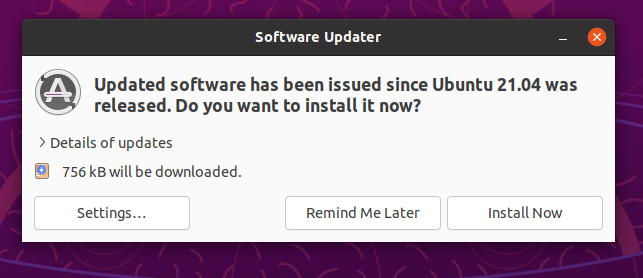 Software Updater
Updated software has been issued since Ubuntu 21.04 was
released. Do you want to install it now?
Details of updates
756 kB will be downloaded.
Settings...
Remind Me Later
Install Now